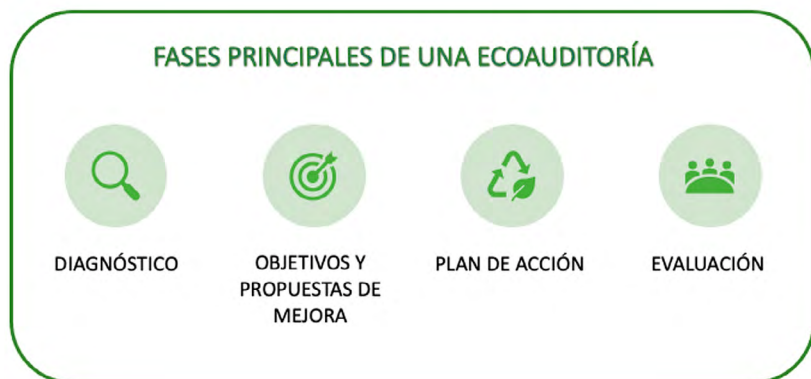 FASES PRINCIPALES DE UNA ECOAUDITORÍA
DIAGNÓSTICO
OBJETIVOS Y
PROPUESTAS DE
MEJORA
PLAN DE ACCIÓN
EVALUACIÓN